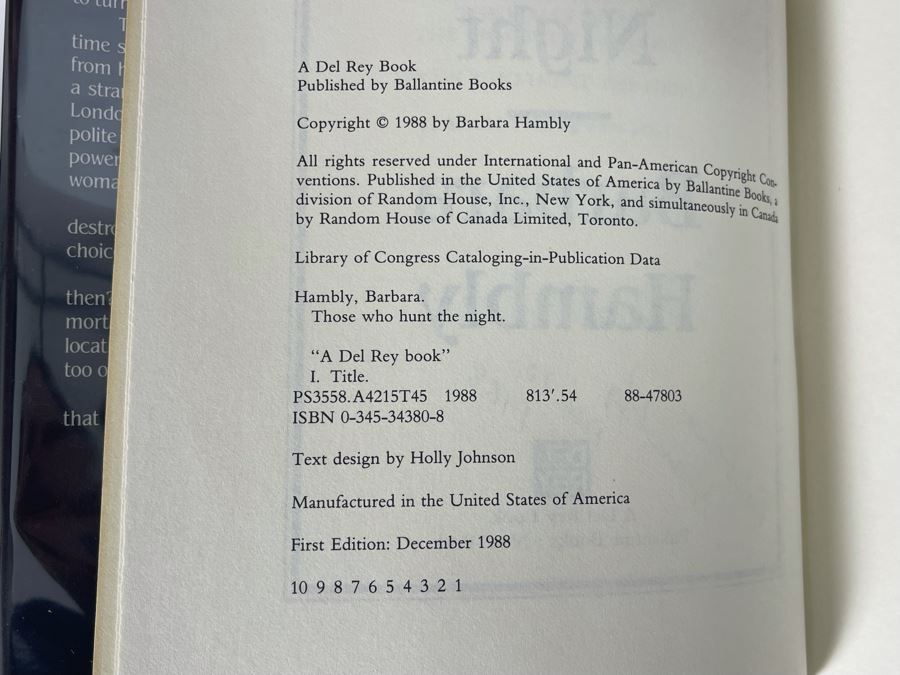 to turn
T
time s
from h
a stra
Londo
polite
power
woma
destro
choic
then?
mort
locat
too o
that
Night
Hambly
A Del Rey Book
Published by Ballantine Books
Copyright © 1988 by Barbara Hambly
All rights reserved under International and Pan-American Copyright Con-
ventions. Published in the United States of America by Ballantine Books, a
division of Random House, Inc., New York, and simultaneously in Canada
by Random House of Canada Limited, Toronto.
Library of Congress Cataloging-in-Publication Data
Hambly, Barbara.
Those who hunt the night.
“A Del Rey book”
I. Title.
PS3558.A4215T45 1988 813′.54 88-47803
ISBN 0-345-34380-8
Text design by Holly Johnson
Manufactured in the United States of America
First Edition: December 1988
10 9 8 7 6 5 4 3 2 1